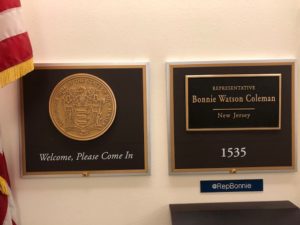 Welcome, Please Come In
REPRESENTATIVE
Bonnie Watson Coleman
New Jersey
1535
@RepBonnie